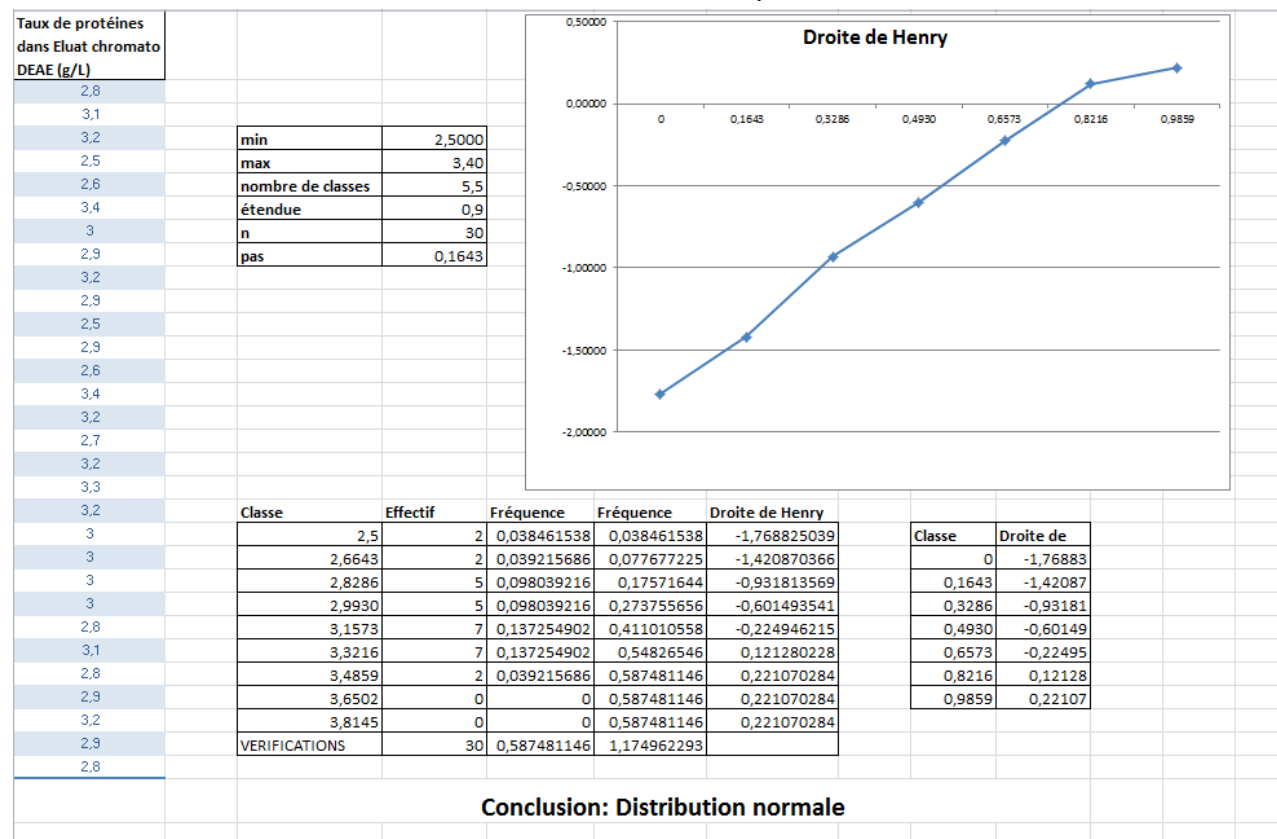 Taux de protéines
dans Eluat chromato
DEAE (g/L)
2,8
3,1
3,2
2,5
2,6
3,4
3
2,9
3,2
2,9
2,5
2,9
2,6
3,4
3,2
2,7
3,2
3,3
3,2
3
3
3
3
2,8
3,1
2,8
2,9
3,2
2,9
2,8
min 2,5000
max 3,40
nombre de classes 5,5
étendue 0,9
n 30
pas 0,1643
Droite de Henry
0,50000
0,00000
-0,50000
-1,00000
-1,50000
-2,00000
0 0,1643 0,3286 0,4930 0,6573 0,8216 0,9859
Classe Effectif Fréquence Fréquence Droite de Henry
2,5 2 0,038461538 0,038461538 -1,768825039
2,6643 2 0,039215686 0,077677225 -1,420870366
2,8286 5 0,098039216 0,17571644 -0,931813569
2,9930 5 0,098039216 0,273755656 -0,601493541
3,1573 7 0,137254902 0,411010558 -0,224946215
3,3216 7 0,137254902 0,54826546 0,121280228
3,4859 2 0,039215686 0,587481146 0,221070284
3,6502 0 0 0,587481146 0,221070284
3,8145 0 0 0,587481146 0,221070284
VERIFICATIONS 30 0,587481146 1,174962293
Classe Droite de
0 -1,76883
0,1643 -1,42087
0,3286 -0,93181
0,4930 -0,60149
0,6573 -0,22495
0,8216 0,12128
0,9859 0,22107
Conclusion: Distribution normale